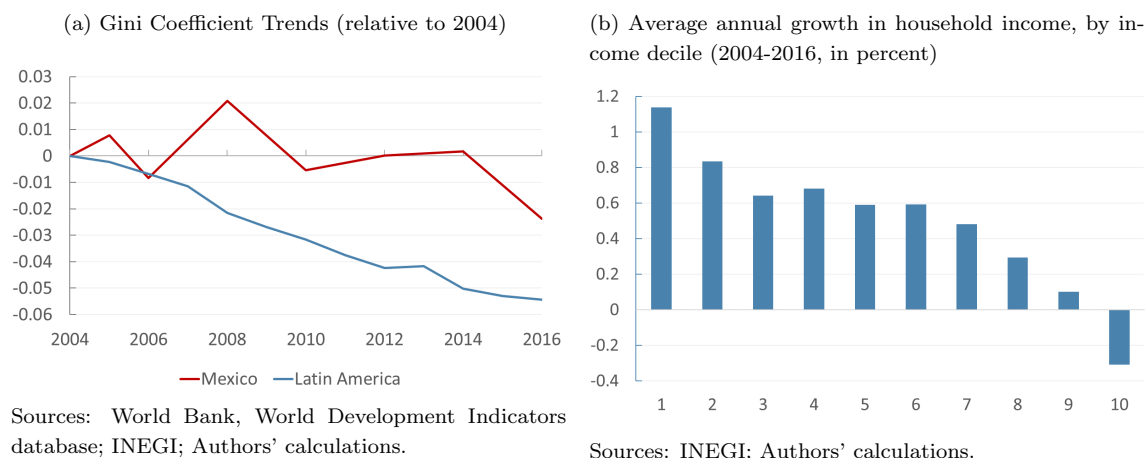 (a) Gini Coefficient Trends (relative to 2004)
0.03
0.02
0.01
0
-0.01
-0.02
-0.03
-0.04
-0.05
-0.06
2004 2006 2008 2010 2012 2014 2016
Mexico Latin America
Sources: World Bank, World Development Indicators
database; INEGI; Authors' calculations.
(b) Average annual growth in household income, by in-
come decile (2004-2016, in percent)
1.2
1
0.8
0.6
0.4
0.2
0
-0.2
-0.4
1 2 3 4 5 6 7 8 9 10
Sources: INEGI; Authors' calculations.